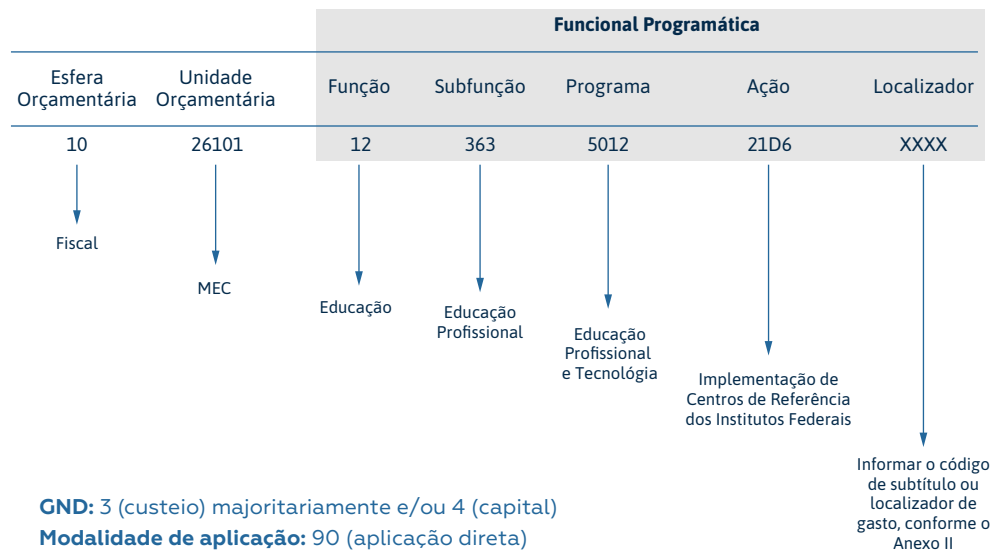 Funcional Programática
Esfera Orçamentária
Unidade Orçamentária
Função
Subfunção
Programa
Ação
Localizador
10
26101
12
363
5012
21D6
XXXX
Fiscal
MEC
Educação
Educação
Profissional
Educação
Profissional
e Tecnológia
Implementação de
Centros de Referência
dos Institutos Federais
Informar o código
de subtítulo ou
localizador de
gasto, conforme o
Anexo II
GND: 3 (custeio) majoritariamente e/ou 4 (capital)
Modalidade de aplicação: 90 (aplicação direta)